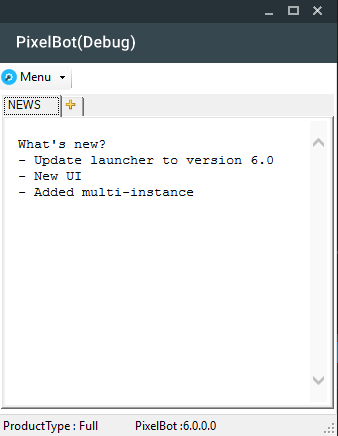 PixelBot(Debug)
Menu
NEWS
What's new?
- Update launcher to version 6.0
- New UI
- Added multi-instance
ProductType : Full PixelBot :6.0.0.0